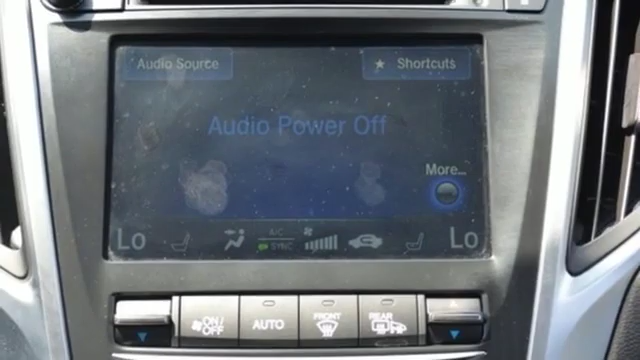 Audio Source
★ Shortcuts
Audio Power Off
More...
Lo
A/C
SYNC
Lo
ON/
OFF
AUTO
FRONT
REAR